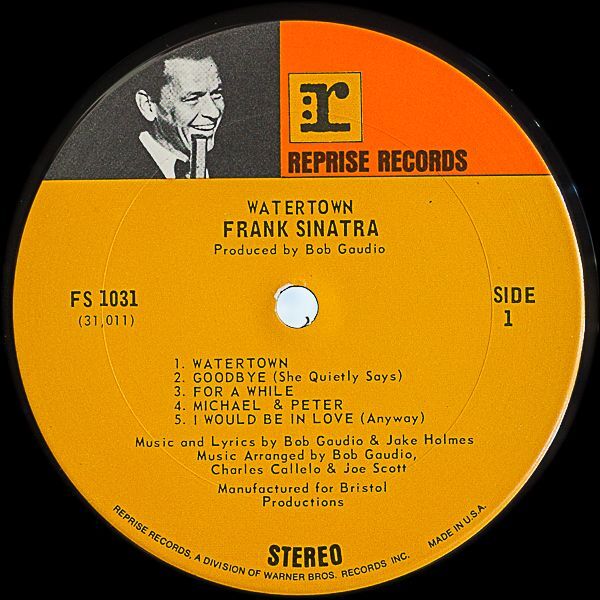 :r
REPRISE RECORDS
WATERTOWN
FRANK SINATRA
Produced by Bob Gaudio
FS 1031
(31,011)
SIDE
1
1. WATERTOWN
2. GOODBYE (She Quietly Says)
3. FOR A WHILE
4. MICHAEL & PETER
5. I WOULD BE IN LOVE (Anyway)
Music and Lyrics by Bob Gaudio & Jake Holmes
Music Arranged by Bob Gaudio,
Charles Callelo & Joe Scott
Manufactured for Bristol
Productions
STEREO
REPRISE RECORDS, A DIVISION OF WARNER BROS. RECORDS INC. MADE IN U.S.A.